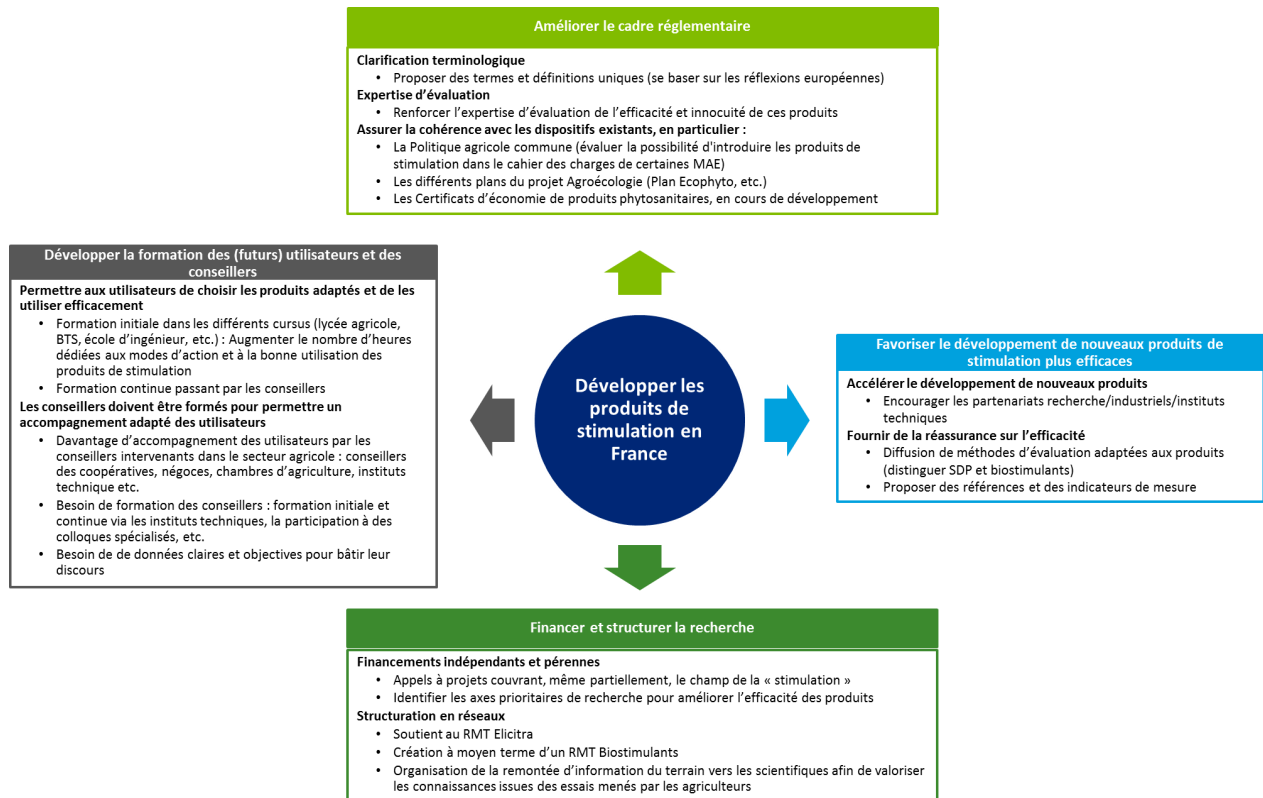 Améliorer le cadre réglementaire
Clarification terminologique
• Proposer des termes et définitions uniques (se baser sur les réflexions européennes)
Expertise d’évaluation
• Renforcer l’expertise d’évaluation de l’efficacité et innocuité de ces produits
Assurer la cohérence avec les dispositifs existants, en particulier :
• La Politique agricole commune (évaluer la possibilité d'introduire les produits de
stimulation dans le cahier des charges de certaines MAE)
• Les différents plans du projet Agroécologie (Plan Ecophyto, etc.)
• Les Certificats d’économie de produits phytosanitaires, en cours de développement
Développer la formation des (futurs) utilisateurs et des
conseillers
Permettre aux utilisateurs de choisir les produits adaptés et de les
utiliser efficacement
• Formation initiale dans les différents cursus (lycée agricole,
BTS, école d’ingénieur, etc.) : Augmenter le nombre d’heures
dédiées aux modes d’action et à la bonne utilisation des
produits de stimulation
• Formation continue passant par les conseillers
Les conseillers doivent être formés pour permettre un
accompagnement adapté des utilisateurs
• Davantage d’accompagnement des utilisateurs par les
conseillers intervenants dans le secteur agricole : conseillers
des coopératives, négoces, chambres d’agriculture, instituts
technique etc.
• Besoin de formation des conseillers : formation initiale et
continue via les instituts techniques, la participation à des
colloques spécialisés, etc.
• Besoin de de données claires et objectives pour bâtir leur
discours
Développer les
produits de
stimulation en
France
Favoriser le développement de nouveaux produits de
stimulation plus efficaces
Accélérer le développement de nouveaux produits
• Encourager les partenariats recherche/industriels/instituts
techniques
Fournir de la réassurance sur l’efficacité
• Diffusion de méthodes d’évaluation adaptées aux produits
(distinguer SDP et biostimulants)
• Proposer des références et des indicateurs de mesure
Financer et structurer la recherche
Financements indépendants et pérennes
• Appels à projets couvrant, même partiellement, le champ de la « stimulation »
• Identifier les axes prioritaires de recherche pour améliorer l’efficacité des produits
Structuration en réseaux
• Soutient au RMT Elicitra
• Création à moyen terme d’un RMT Biostimulants
• Organisation de la remontée d’information du terrain vers les scientifiques afin de valoriser
les connaissances issues des essais menés par les agriculteurs